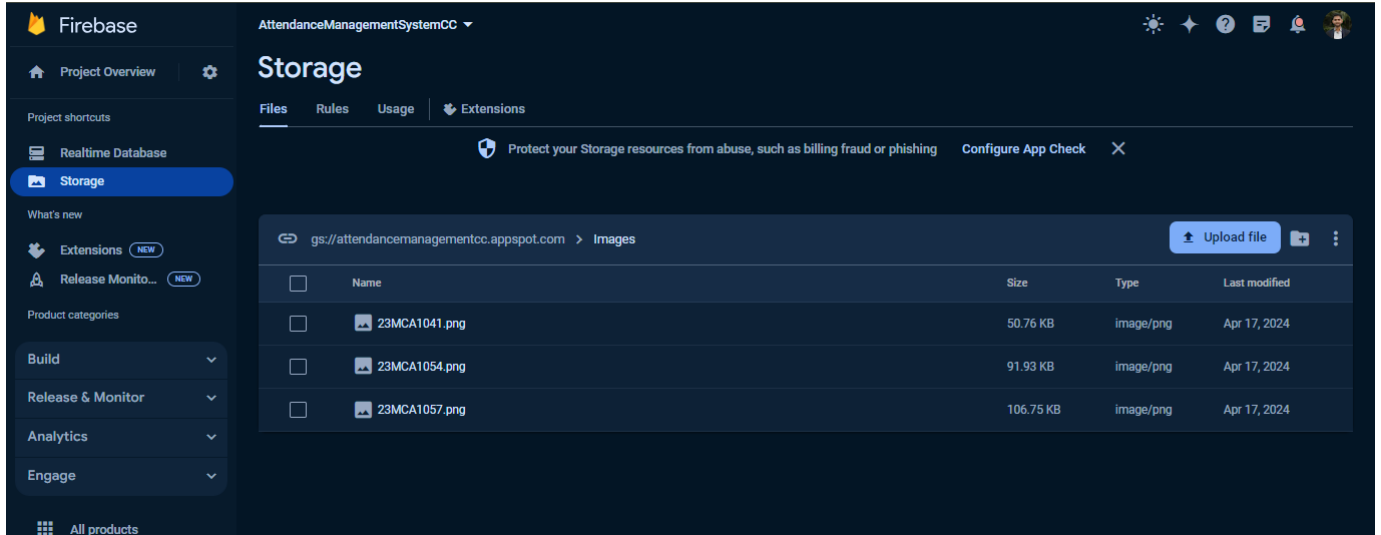 Firebase
Project Overview
Project shortcuts
Realtime Database
Storage
What's new
Extensions NEW
Release Monito... NEW
Product categories
Build
Release & Monitor
Analytics
Engage
All products
AttendanceManagementSystemCC
Storage
Files Rules Usage Extensions
Protect your Storage resources from abuse, such as billing fraud or phishing Configure App Check
gs://attendancemanagementcc.appspot.com > Images Upload file
Name Size Type Last modified
23MCA1041.png 50.76 KB image/png Apr 17, 2024
23MCA1054.png 91.93 KB image/png Apr 17, 2024
23MCA1057.png 106.75 KB image/png Apr 17, 2024